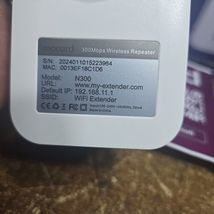 300Mbps Wireless Repeater
S/N: 2024011015223964
MAC: 0013EF18C1D6
Model: N300
URL: www.my-extender.com
Default IP: 192.168.11.1
SSID: WiFi Extender